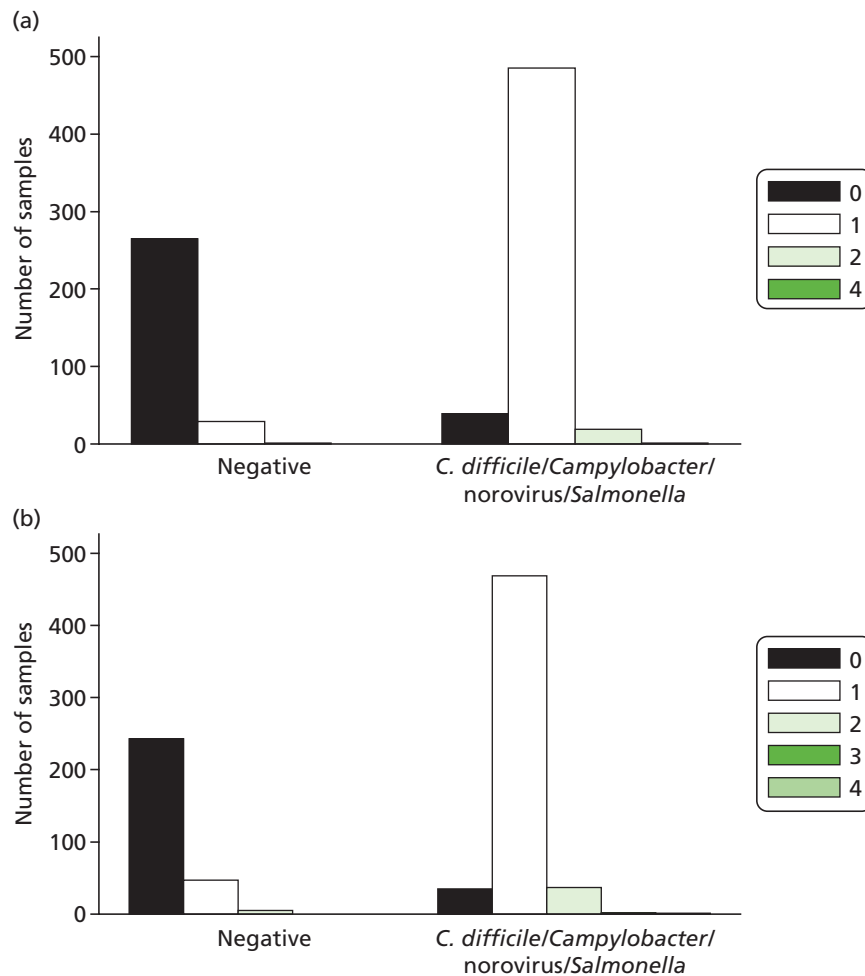 (a)
Number of samples
500
400
300
200
100
0
Negative
C. difficile/Campylobacter/
norovirus/Salmonella
0
1
2
4
(b)
Number of samples
500
400
300
200
100
0
Negative
C. difficile/Campylobacter/
norovirus/Salmonella
0
1
2
3
4